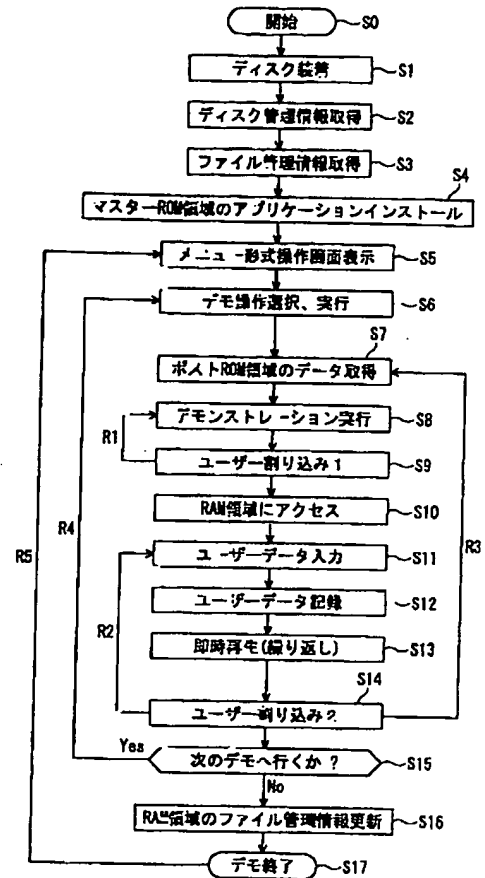 開始 S0
ディスク装着 S1
ディスク管理情報取得 S2
ファイル管理情報取得 S3
S4
マスターROM領域のアプリケーションインストール
メニュー形式操作画面表示 S5
デモ操作選択、実行 S6
S7
ポストROM領域のデータ取得
デモンストレーション実行 S8
R1
ユーザー割り込み1 S9
R4
RAM領域にアクセス S10
R5
R3
ユーザーデータ入力 S11
ユーザーデータ記録 S12
R2
即時再生(繰り返し) S13
S14
ユーザー割り込み2
Yes
次のデモへ行くか? S15
No
RAM領域のファイル管理情報更新 S16
デモ終了 S17